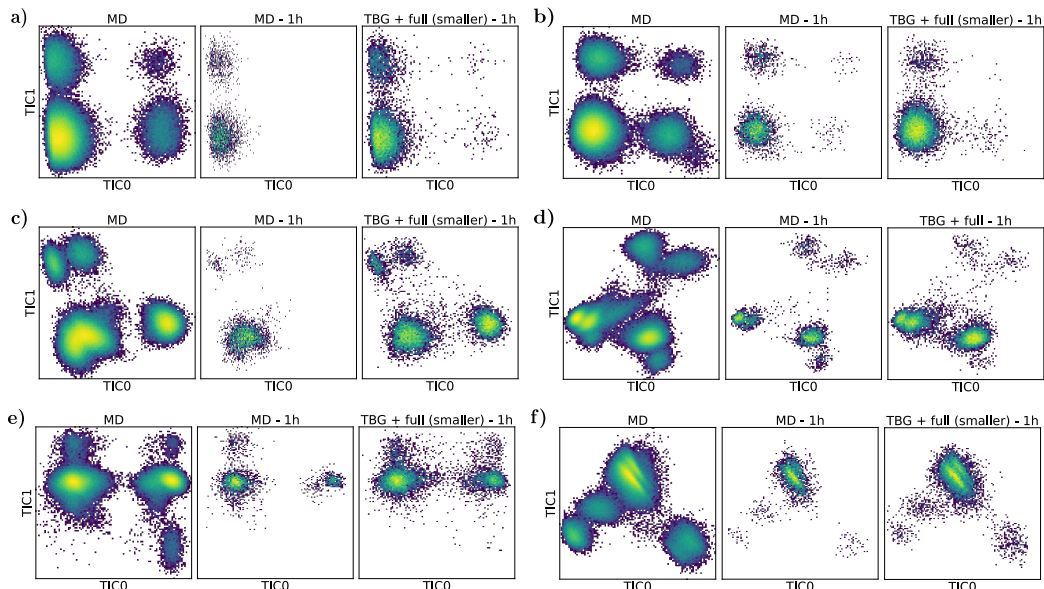 a)
MD
MD - 1h
TBG + full (smaller) - 1h
TIC1
TIC0
TIC0
TIC0
b)
MD
MD - 1h
TBG + full (smaller) - 1h
TIC1
TIC0
TIC0
TIC0
c)
MD
MD - 1h
TBG + full (smaller) - 1h
TIC1
TIC0
TIC0
TIC0
d)
MD
MD - 1h
TBG + full - 1h
TIC1
TIC0
TIC0
TIC0
e)
MD
MD - 1h
TBG + full (smaller) - 1h
TIC1
TIC0
TIC0
TIC0
f)
MD
MD - 1h
TBG + full (smaller) - 1h
TIC1
TIC0
TIC0
TIC0